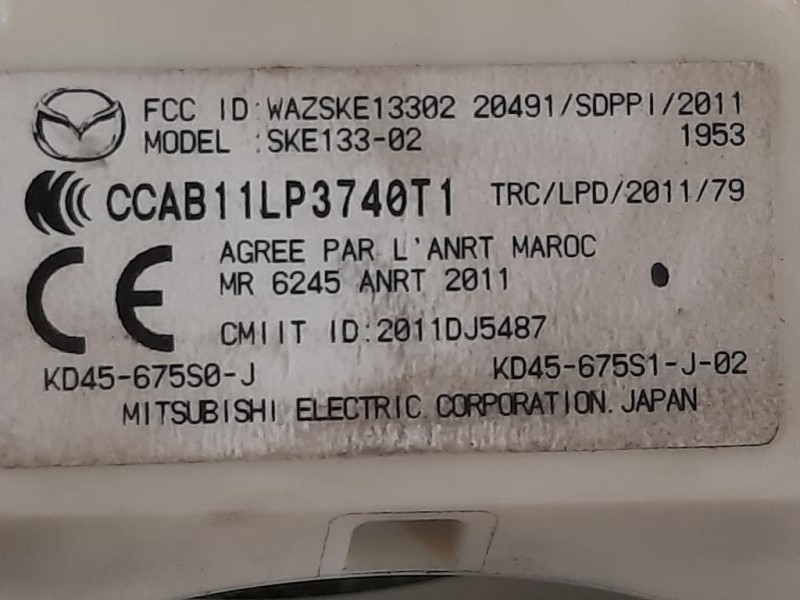 FCC ID:WAZSKE13302 20491/SDPPI/2011
MODEL :SKE133-02 1953
CCAB11LP3740T1 TRC/LPD/2011/79
CE AGREE PAR L'ANRT MAROC
MR 6245 ANRT 2011
CMIIT ID:2011DJ5487
KD45-675S0-J KD45-675S1-J-02
MITSUBISHI ELECTRIC CORPORATION. JAPAN